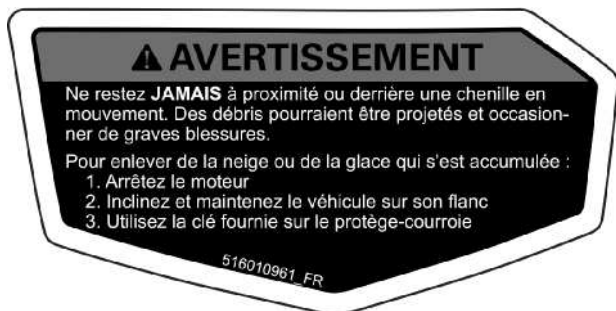 ⚠ AVERTISSEMENT
Ne restez JAMAIS à proximité ou derrière une chenille en
mouvement. Des débris pourraient être projetés et occasion-
ner de graves blessures.
Pour enlever de la neige ou de la glace qui s'est accumulée :
1. Arrêtez le moteur
2. Inclinez et maintenez le véhicule sur son flanc
3. Utilisez la clé fournie sur le protège-courroie
516010961_FR